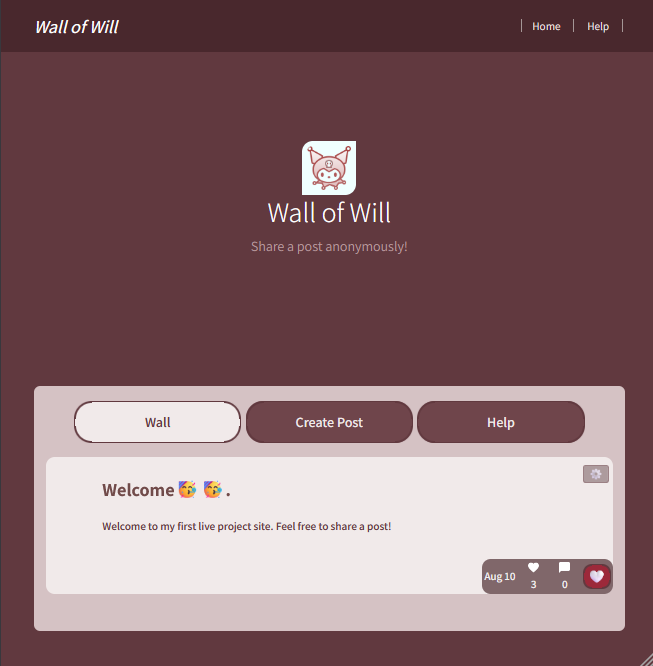 Wall of Will
Home
Help
Wall of Will
Share a post anonymously!
Wall
Create Post
Help
Welcome 🥳 🥳 .
Welcome to my first live project site. Feel free to share a post!
Aug 10
3
0